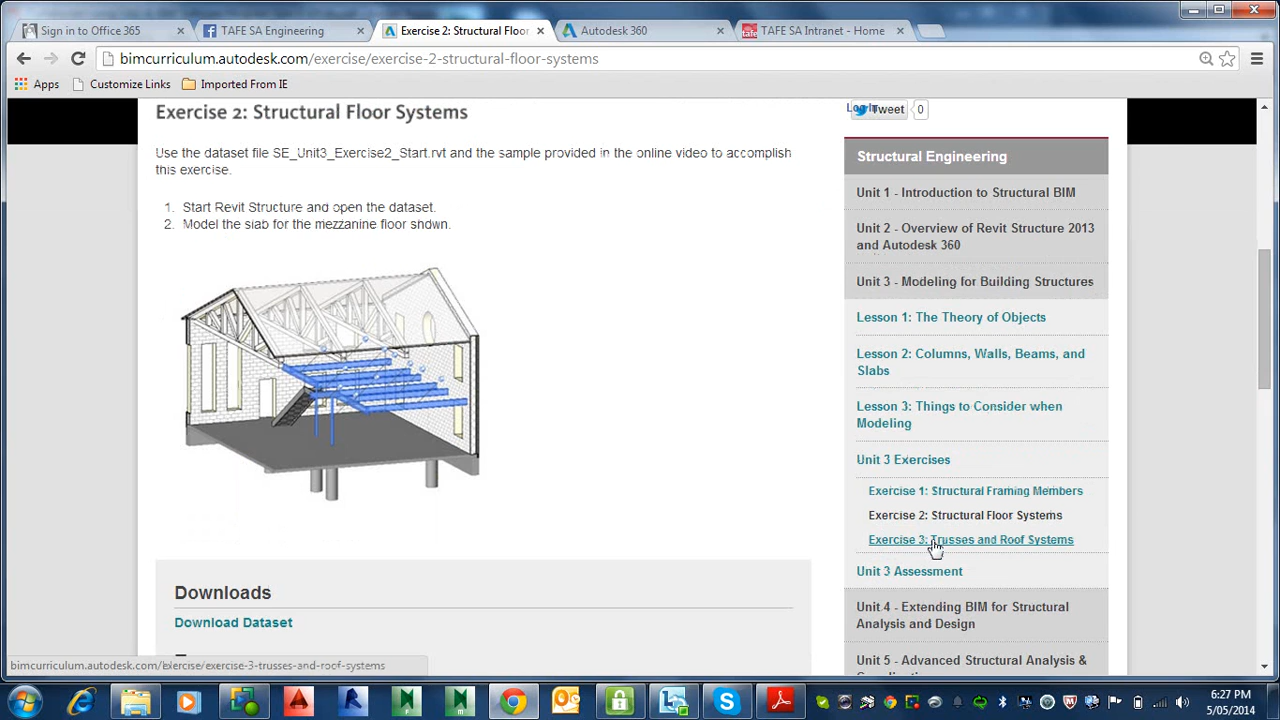 Sign in to Office 365
TAFE SA Engineering
Exercise 2: Structural Floor
Autodesk 360
tafe
TAFE SA Intranet - Home
bimcurriculum.autodesk.com/exercise/exercise-2-structural-floor-systems
Apps
Customize Links
Imported From IE
Exercise 2: Structural Floor Systems
Tweet
0
Use the dataset file SE_Unit3_Exercise2_Start.rvt and the sample provided in the online video to accomplish
this exercise.
1. Start Revit Structure and open the dataset.
2. Model the slab for the mezzanine floor shown.
Structural Engineering
Unit 1 - Introduction to Structural BIM
Unit 2 - Overview of Revit Structure 2013
and Autodesk 360
Unit 3 - Modeling for Building Structures
Lesson 1: The Theory of Objects
Lesson 2: Columns, Walls, Beams, and
Slabs
Lesson 3: Things to Consider when
Modeling
Unit 3 Exercises
Exercise 1: Structural Framing Members
Exercise 2: Structural Floor Systems
Exercise 3: Trusses and Roof Systems
Unit 3 Assessment
Unit 4 - Extending BIM for Structural
Analysis and Design
Unit 5 - Advanced Structural Analysis &
Downloads
Download Dataset
bimcurriculum.autodesk.com/exercise/exercise-3-trusses-and-roof-systems
6:27 PM
5/05/2014